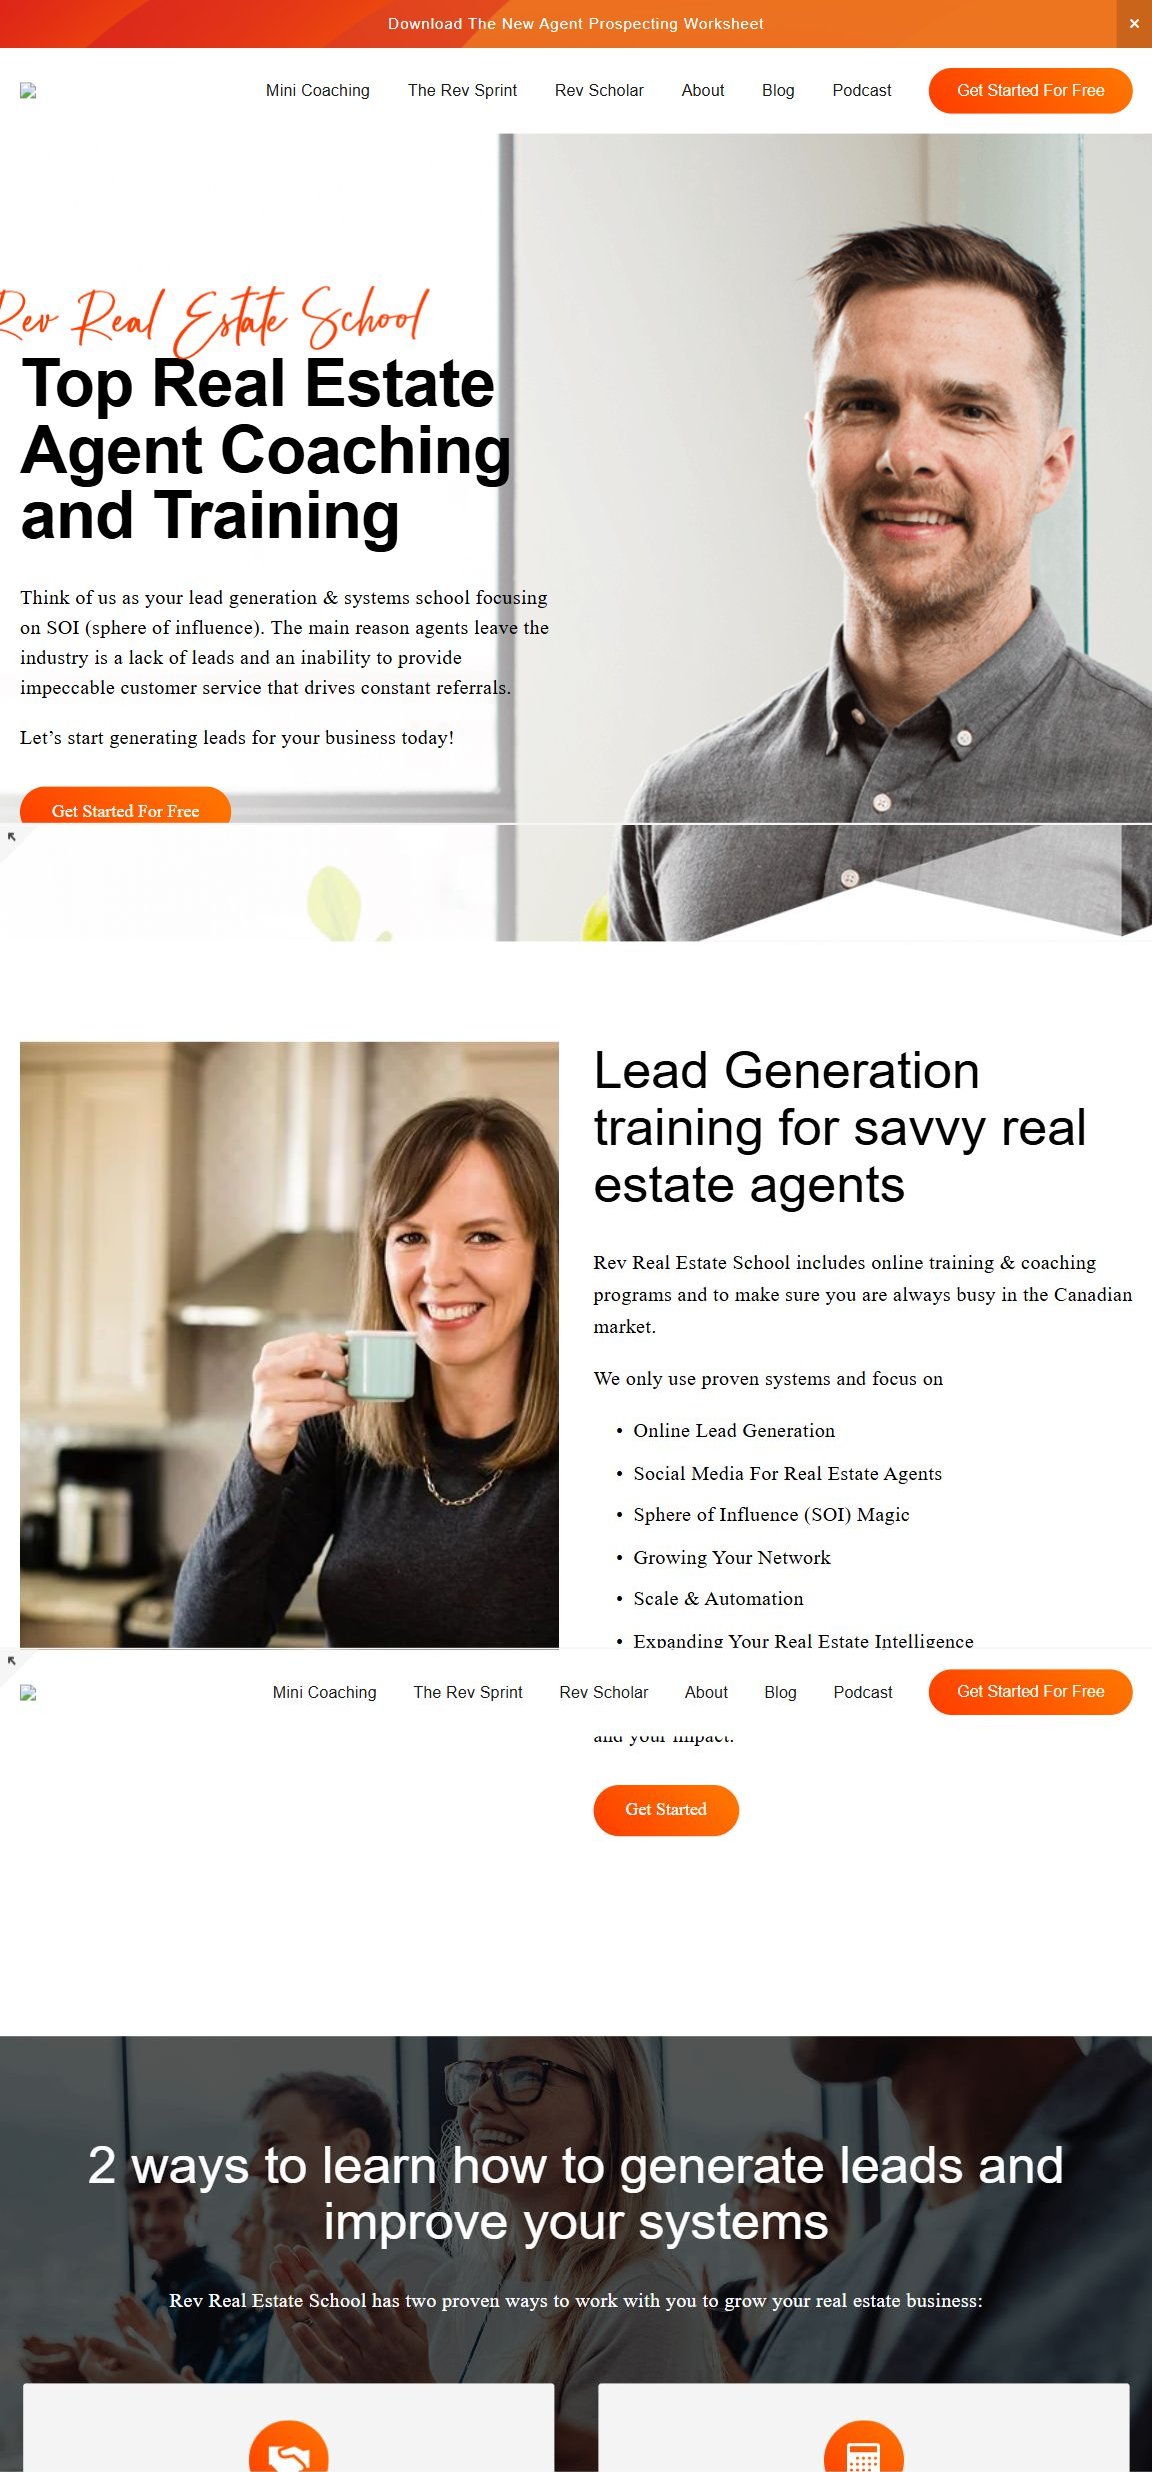 Download The New Agent Prospecting Worksheet
×
Mini Coaching The Rev Sprint Rev Scholar About Blog Podcast Get Started For Free
Rev Real Estate School
Top Real Estate
Agent Coaching
and Training
Think of us as your lead generation & systems school focusing
on SOI (sphere of influence). The main reason agents leave the
industry is a lack of leads and an inability to provide
impeccable customer service that drives constant referrals.
Let’s start generating leads for your business today!
Get Started For Free
Lead Generation
training for savvy real
estate agents
Rev Real Estate School includes online training & coaching
programs and to make sure you are always busy in the Canadian
market.
We only use proven systems and focus on
• Online Lead Generation
• Social Media For Real Estate Agents
• Sphere of Influence (SOI) Magic
• Growing Your Network
• Scale & Automation
• Expanding Your Real Estate Intelligence
Mini Coaching The Rev Sprint Rev Scholar About Blog Podcast Get Started For Free
and your impact.
Get Started
2 ways to learn how to generate leads and
improve your systems
Rev Real Estate School has two proven ways to work with you to grow your real estate business: